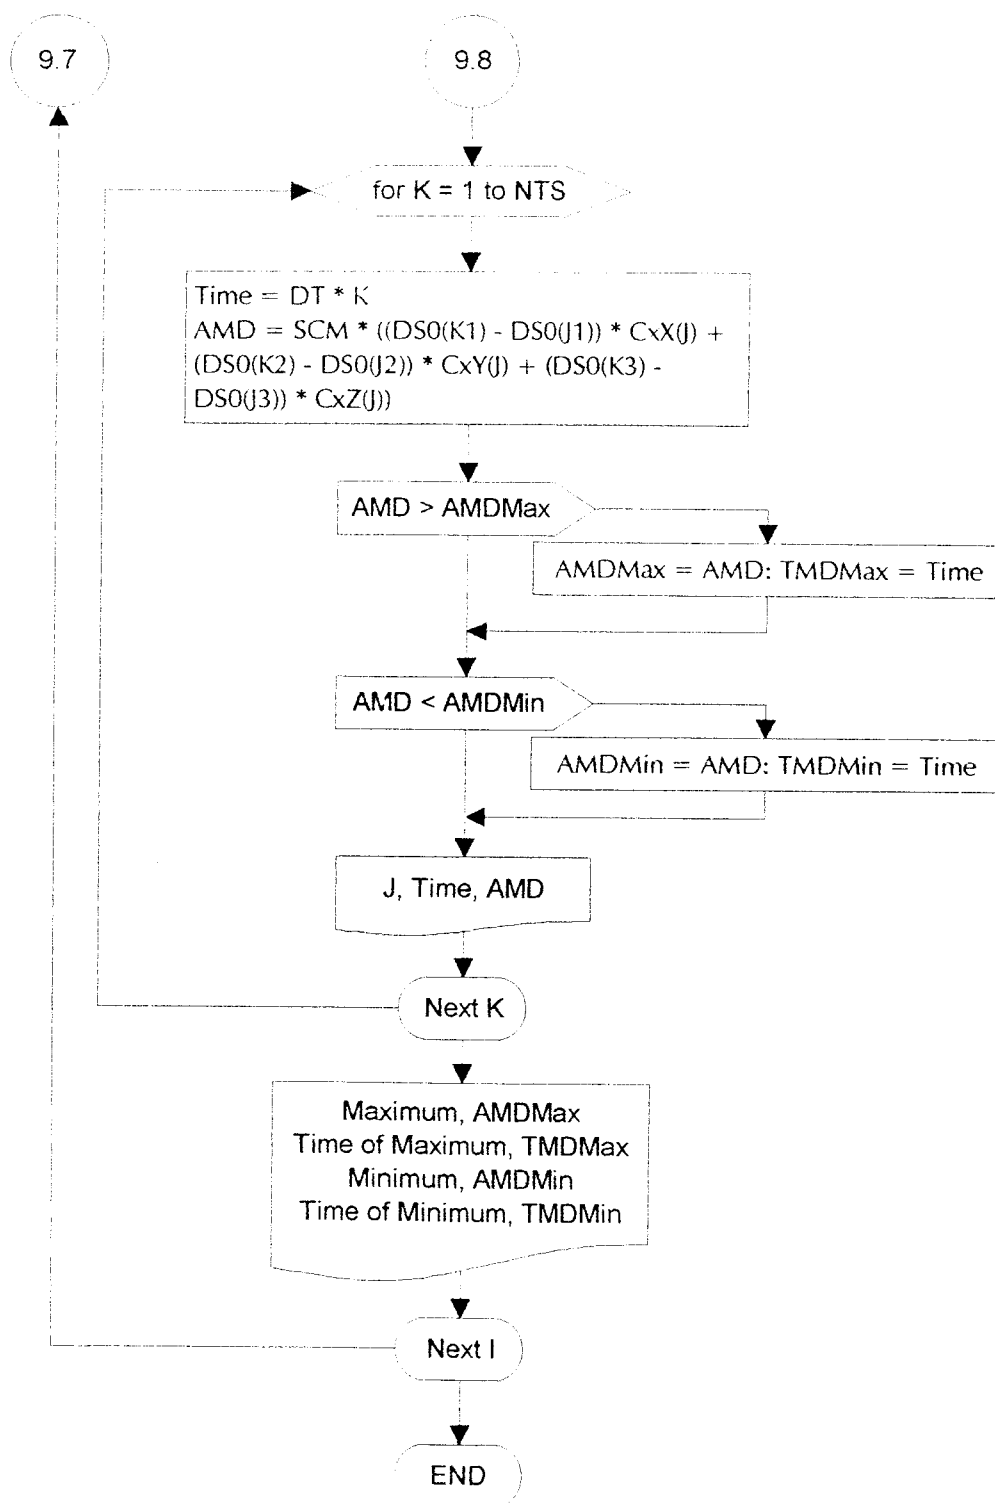 9.7
9.8
for K = 1 to NTS
Time = DT * K
AMD = SCM * ((DS0(K1) - DS0(J1)) * CxX(J) +
(DS0(K2) - DS0(J2)) * CxY(J) + (DS0(K3) -
DS0(J3)) * CxZ(J))
AMD > AMDMax
AMDMax = AMD: TMDMax = Time
AMD < AMDMin
AMDMin = AMD: TMDMin = Time
J, Time, AMD
Next K
Maximum, AMDMax
Time of Maximum, TMDMax
Minimum, AMDMin
Time of Minimum, TMDMin
Next I
END